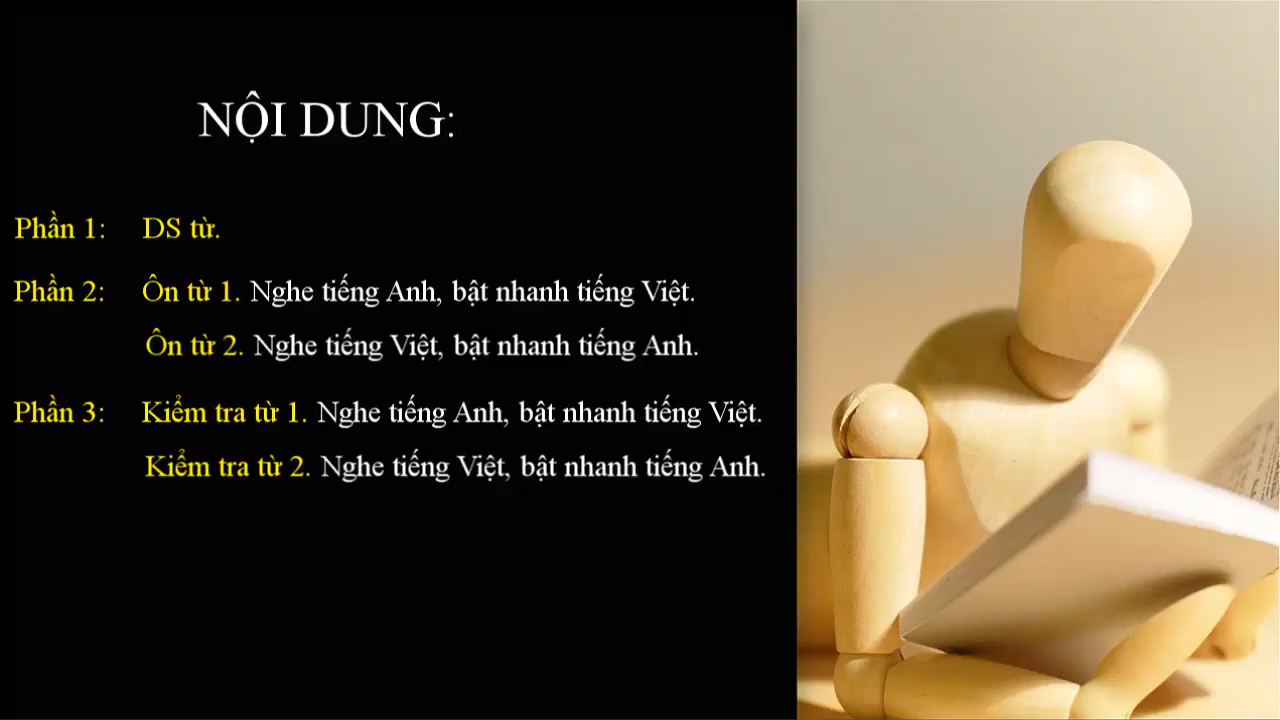 NỘI DUNG:
Phần 1: DS từ.
Phần 2: Ôn từ 1. Nghe tiếng Anh, bật nhanh tiếng Việt.
Ôn từ 2. Nghe tiếng Việt, bật nhanh tiếng Anh.
Phần 3: Kiểm tra từ 1. Nghe tiếng Anh, bật nhanh tiếng Việt.
Kiểm tra từ 2. Nghe tiếng Việt, bật nhanh tiếng Anh.